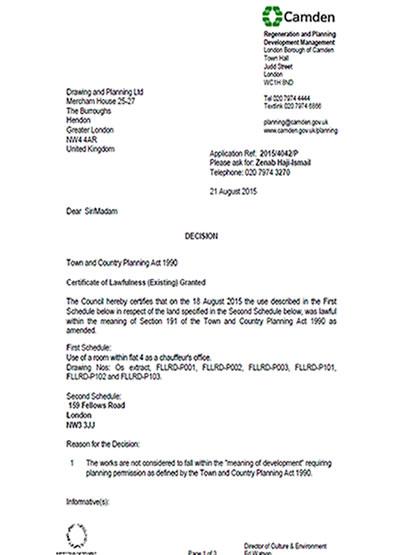 Camden
Regeneration and Planning
Development Management
London Borough of Camden
Town Hall
Judd Street
London
WC1H 8ND
Tel 020 7974 4444
Textlink 020 7974 6866
planning@camden.gov.uk
www.camden.gov.uk/planning
Drawing and Planning Ltd
Mercham House 25-27
The Burroughs
Hendon
Greater London
NW4 4AR
United Kingdom
Application Ref: 2015/4042/P
Please ask for: Zenab Haji-Ismail
Telephone: 020 7974 3270
21 August 2015
Dear Sir/Madam
DECISION
Town and Country Planning Act 1990
Certificate of Lawfulness (Existing) Granted
The Council hereby certifies that on the 18 August 2015 the use described in the First
Schedule below in respect of the land specified in the Second Schedule below, was lawful
within the meaning of Section 191 of the Town and Country Planning Act 1990 as
amended.
First Schedule:
Use of a room within flat 4 as a chauffeur's office.
Drawing Nos: Os extract, FLLRD-P001, FLLRD-P002, FLLRD-P003, FLLRD-P101,
FLLRD-P102 and FLLRD-P103.
Second Schedule:
159 Fellows Road
London
NW3 3JJ
Reason for the Decision:
1 The works are not considered to fall within the "meaning of development" requiring
planning permission as defined by the Town and Country Planning Act 1990.
Informative(s):
Page 1 of 3
Director of Culture & Environment
Ed Watson